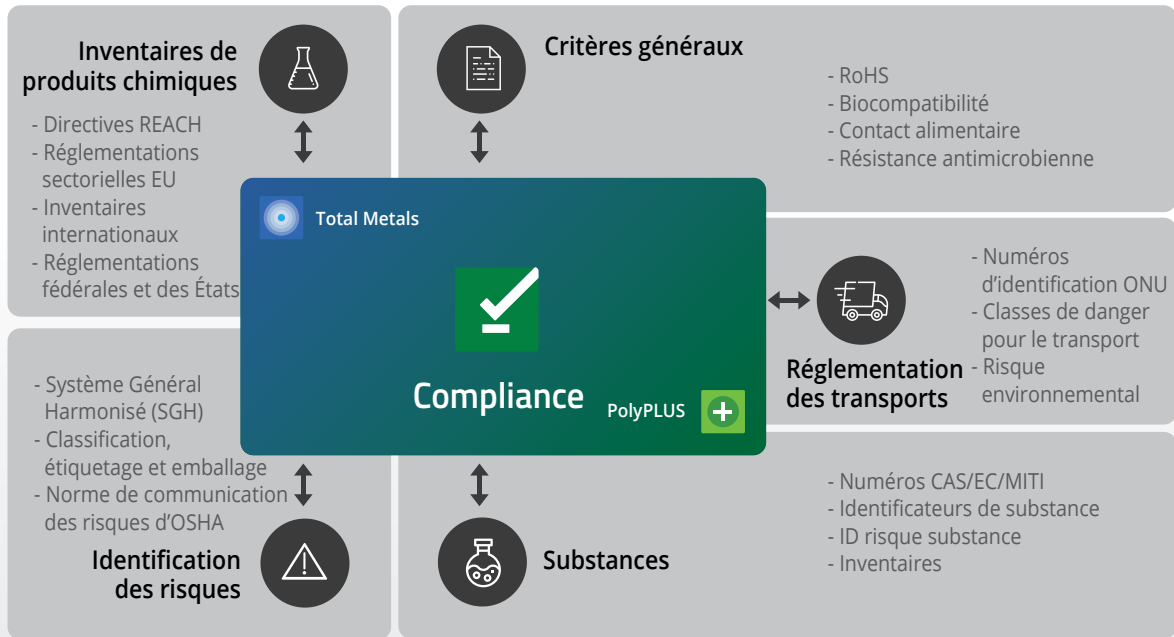 Inventaires de
produits chimiques
- Directives REACH
- Réglementations
sectorielles EU
- Inventaires
internationaux
- Réglementations
fédérales et des États
Critères généraux
- RoHS
- Biocompatibilité
- Contact alimentaire
- Résistance antimicrobienne
Total Metals
Compliance
PolyPLUS
Réglementation
des transports
- Numéros
d’identification ONU
- Classes de danger
pour le transport
- Risque
environnemental
- Système Général
Harmonisé (SGH)
- Classification,
étiquetage et emballage
- Norme de communication
des risques d’OSHA
Identification
des risques
Substances
- Numéros CAS/EC/MITI
- Identificateurs de substance
- ID risque substance
- Inventaires